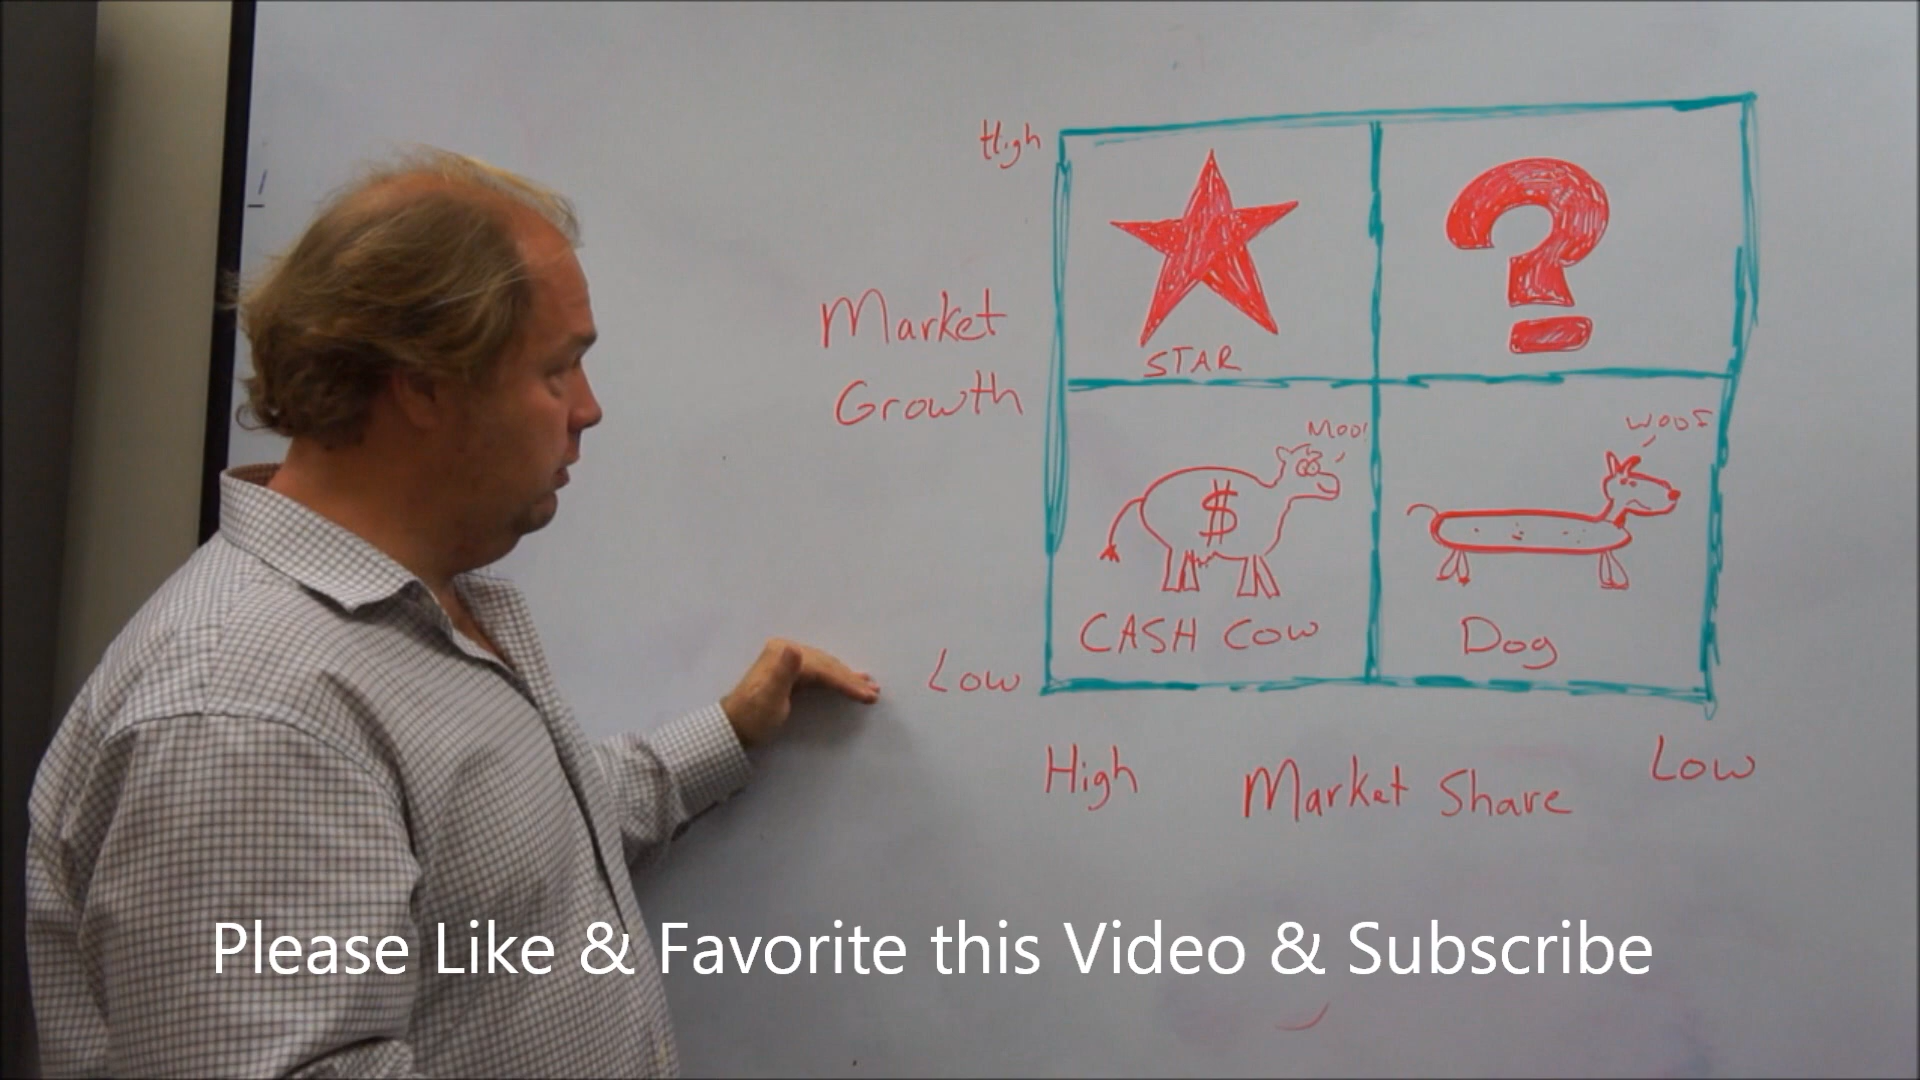 High
Market
Growth
STAR
Moo!
Woof
$
CASH COW
Dog
Low
High
Market Share
Low
Please Like & Favorite this Video & Subscribe